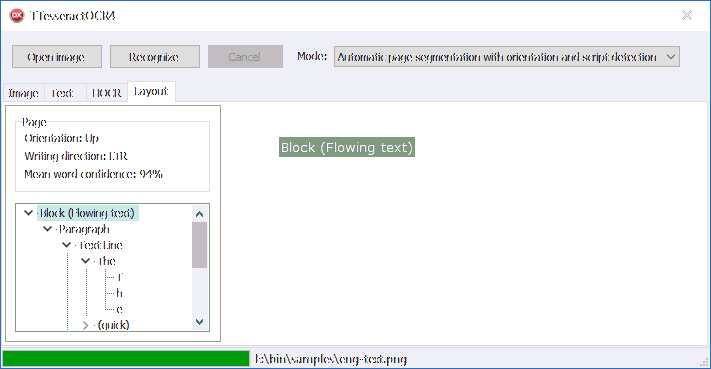 TTesseractOCR4
Open image Recognize Cancel Mode: Automatic page segmentation with orientation and script detection
Image Text HOCR Layout
Page
Orientation: Up
Writing direction: LTR
Mean word confidence: 94%
Block (Flowing text)
Block (Flowing text)
Paragraph
Text Line
The
T
h
e
(quick)
\bin\samples\eng-text.png